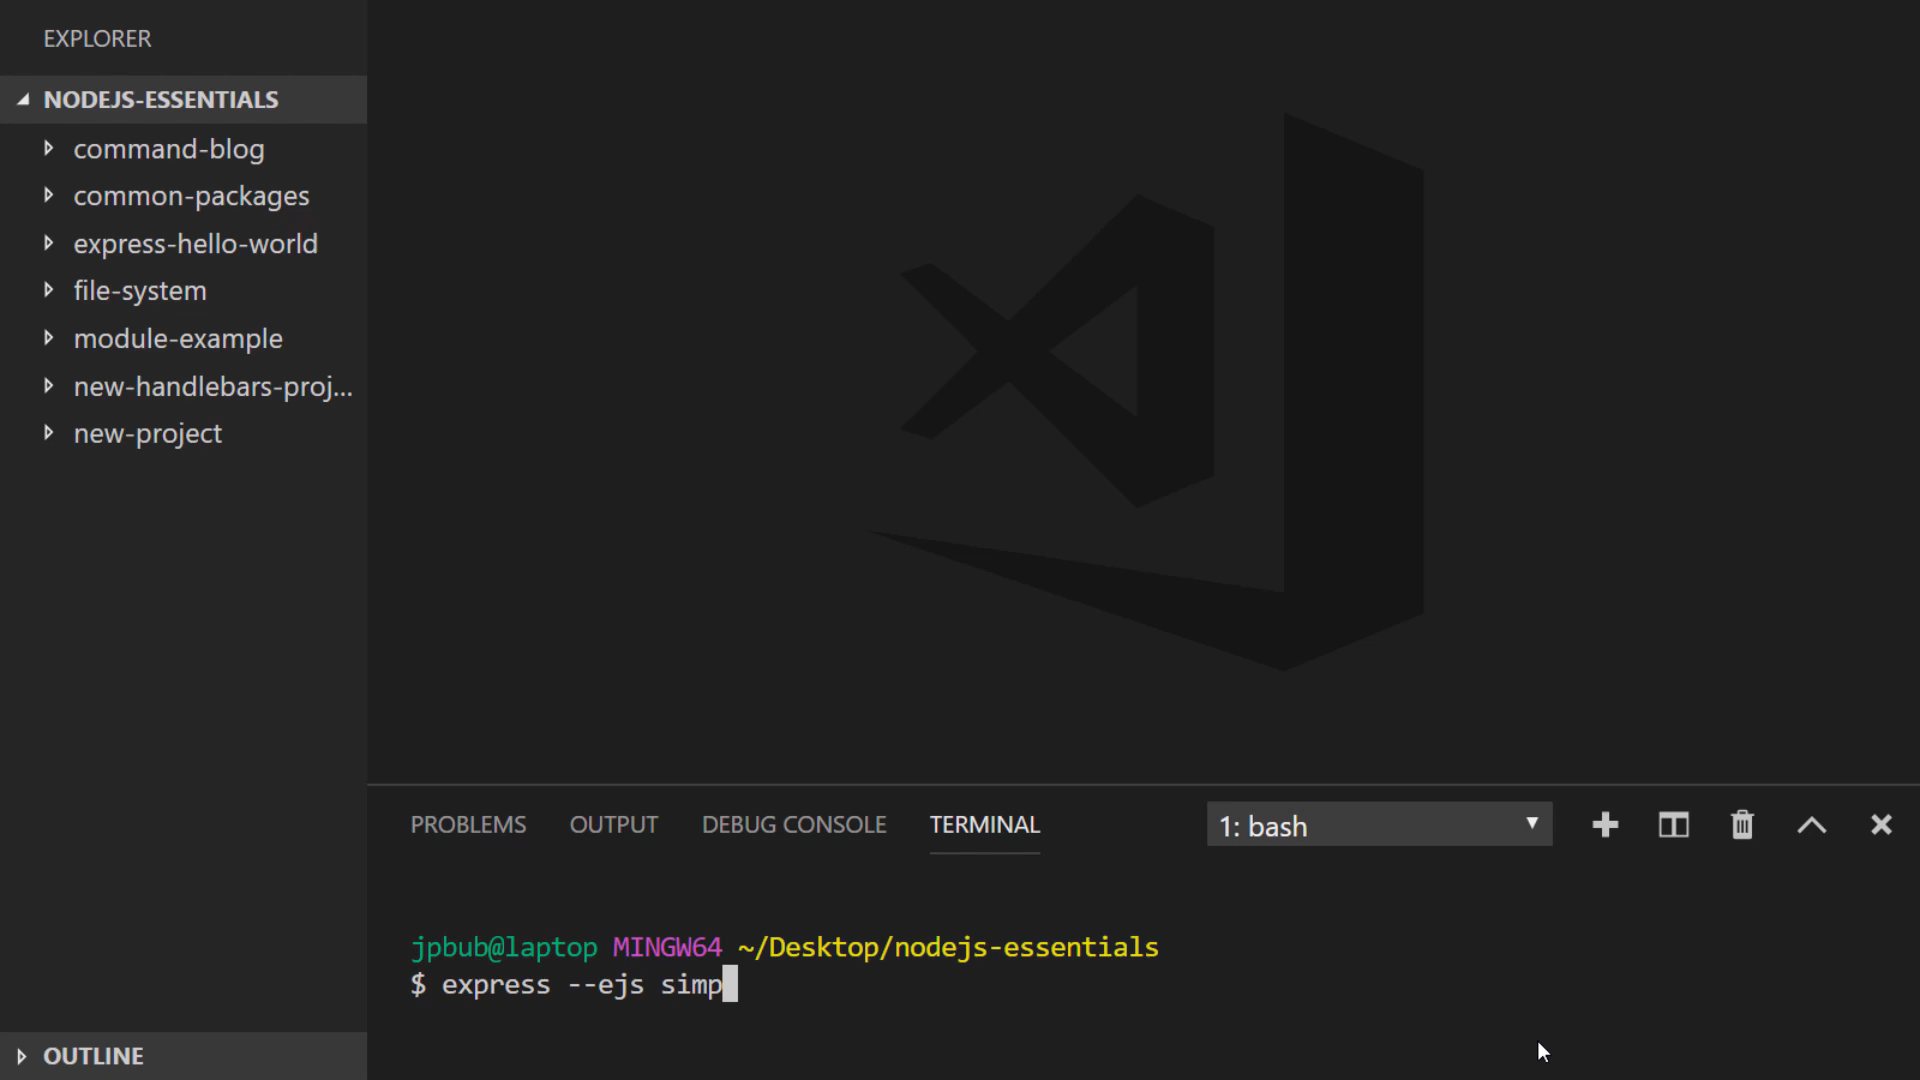 EXPLORER
NODEJS-ESSENTIALS
command-blog
common-packages
express-hello-world
file-system
module-example
new-handlebars-proj...
new-project
OUTLINE
PROBLEMS OUTPUT DEBUG CONSOLE TERMINAL 1: bash
jpbub@laptop MINGW64 ~/Desktop/nodejs-essentials
$ express --ejs simp